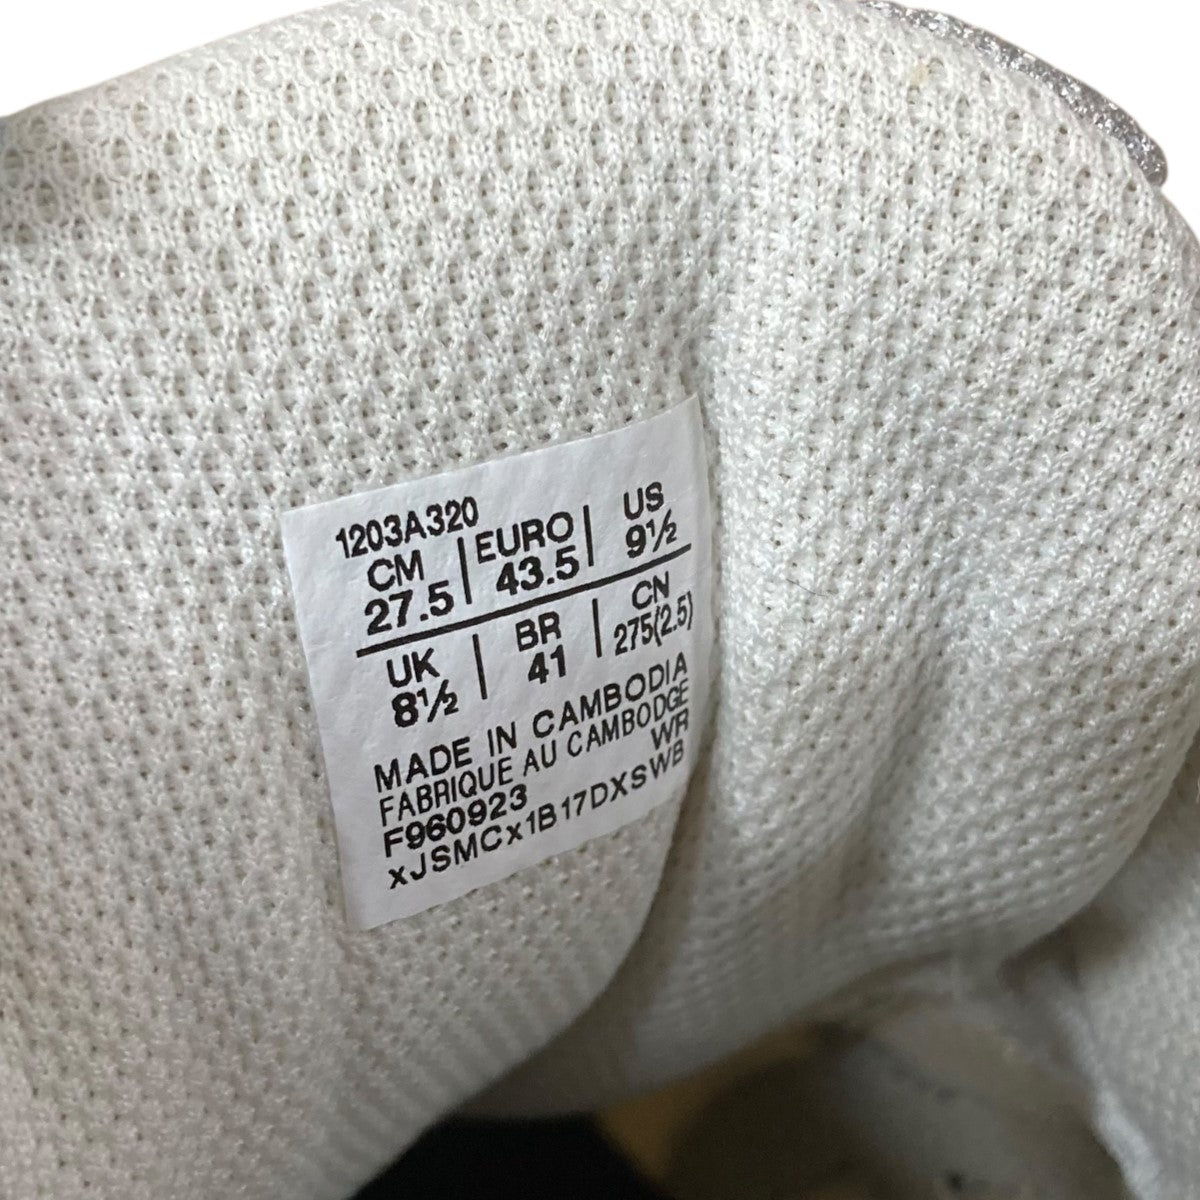 1203A320
CM | EURO | US
27.5 | 43.5 | 9½
UK | BR | CN
8½ | 41 | 275(2.5)
MADE IN CAMBODIA
FABRIQUE AU CAMBODGE
F960923 WR
xJSMCx1B17DXSWB